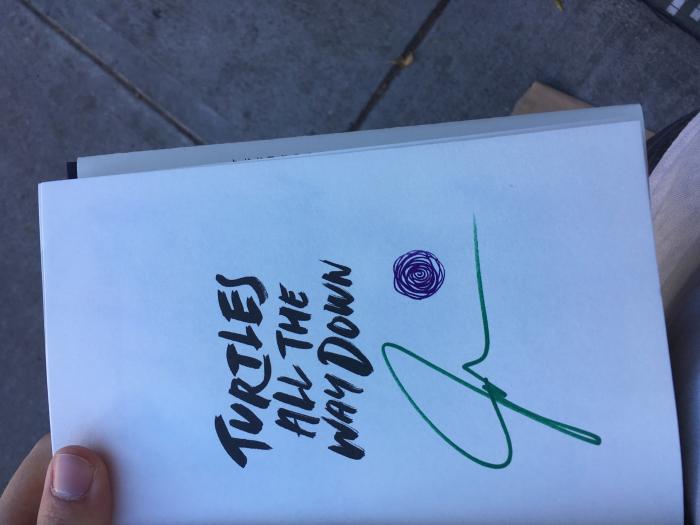 TURTLES
ALL THE
WAY DOWN